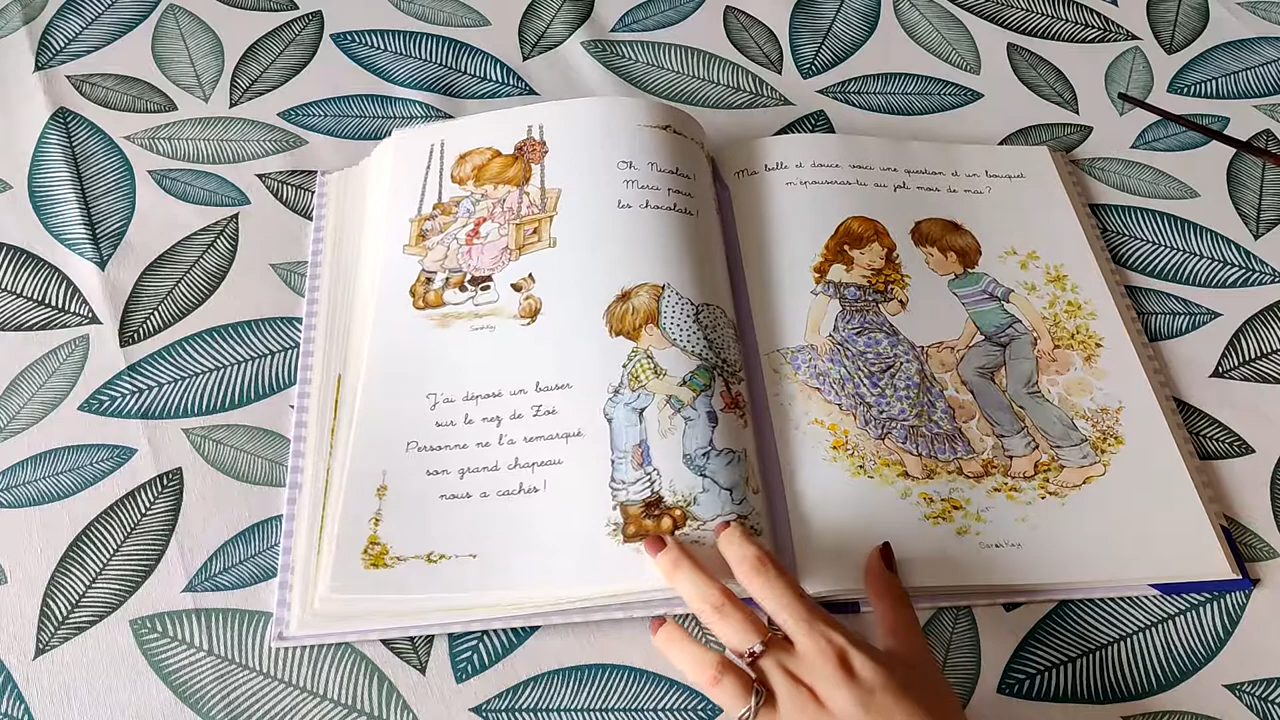 Oh, Nicolas !
Merci pour
les chocolats !
Sarah Kay
J'ai déposé un baiser
sur le nez de Zoé
Personne ne l'a remarqué,
son grand chapeau
nous a cachés !
Ma belle et douce, voici une question et un bouquet
m'épouseras-tu au joli mois de mai ?
Sarah Kay